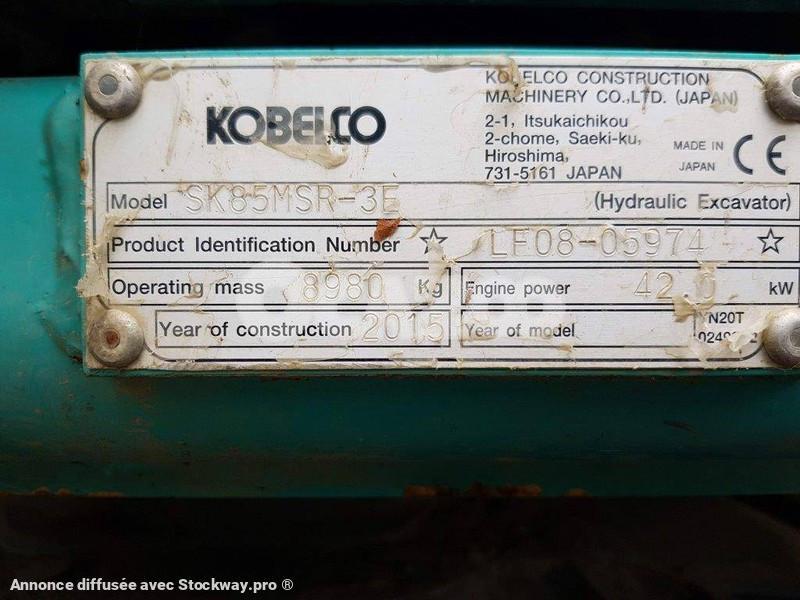 KOBELCO
KOBELCO CONSTRUCTION
MACHINERY CO.,LTD. (JAPAN)
2-1, Itsukaichikou
2-chome, Saeki-ku,
Hiroshima,
731-5161 JAPAN
MADE IN
JAPAN
CE
Model SK85MSR-3E (Hydraulic Excavator)
Product Identification Number ☆ LF08-05974 ☆
Operating mass 8980 Kg
Engine power 42.0 kW
Year of construction 2015
Year of model
YN20T
Annonce diffusée avec Stockway.pro ®